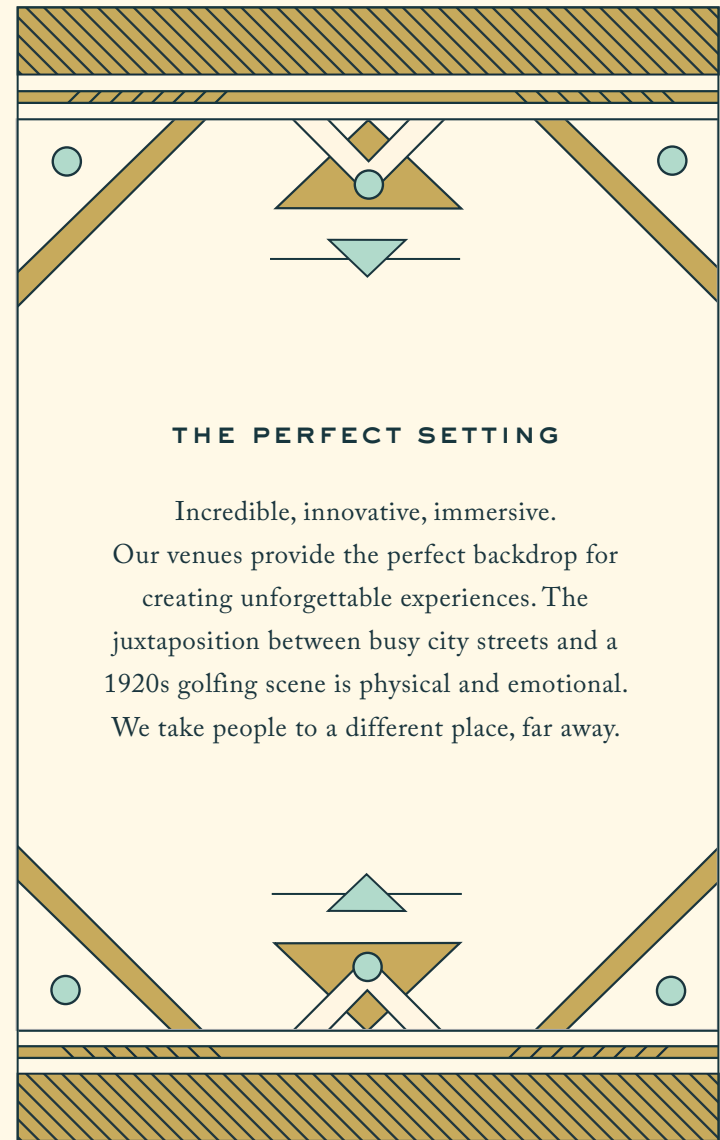 THE PERFECT SETTING
Incredible, innovative, immersive.
Our venues provide the perfect backdrop for
creating unforgettable experiences. The
juxtaposition between busy city streets and a
1920s golfing scene is physical and emotional.
We take people to a different place, far away.